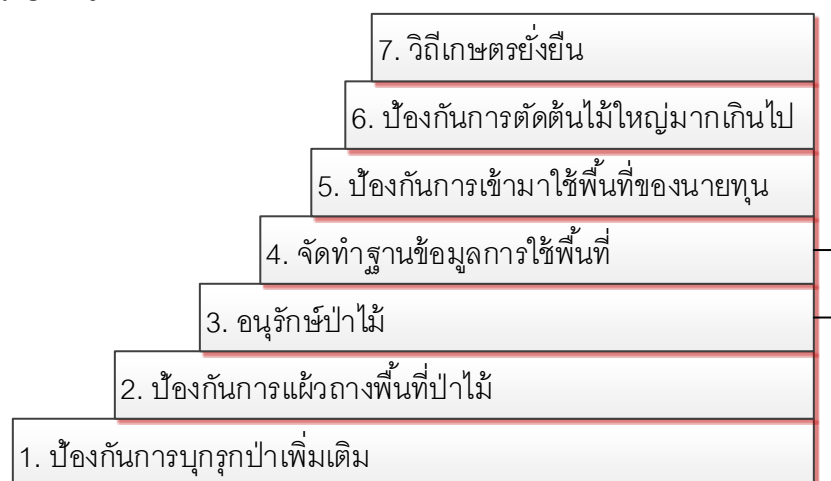 7. วิถีเกษตรยั่งยืน
6. ป้องกันการตัดต้นไม้ใหญ่มากเกินไป
5. ป้องกันการเข้ามาใช้พื้นที่ของนายทุน
4. จัดทำฐานข้อมูลการใช้พื้นที่
3. อนุรักษ์ป่าไม้
2. ป้องกันการแผ้วถางพื้นที่ป่าไม้
1. ป้องกันการบุกรุกป่าเพิ่มเติม